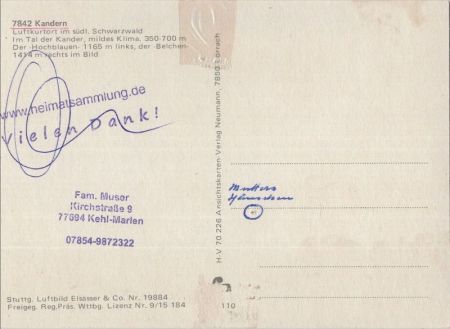 7842 Kandern
Luftkurort im südl. Schwarzwald
Im Tal der Kander, mildes Klima, 350-700 m
Der ›Hochblauen‹ 1165 m links, der ›Belchen‹
1414 m rechts im Bild
www.heimatsammlung.de
Vielen Dank!
Fam. Musor
Kirchstraße 9
77694 Kehl-Marlen
07854-9872322
H-V 70 226 Ansichtskarten-Verlag Neumann, 7850 Lörrach
Stuttg. Luftbild Elsässer & Co. Nr. 19884
Freigeg. Reg.Präs. Wttbg. Lizenz Nr. 9/15 184
110